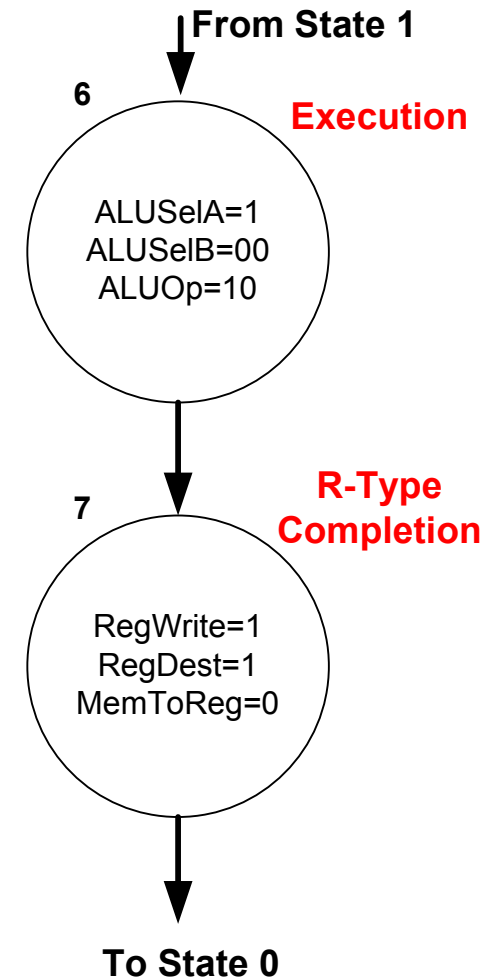 From State 1
6
Execution
ALUSelA=1
ALUSelB=00
ALUOp=10
7
R-Type
Completion
RegWrite=1
RegDest=1
MemToReg=0
To State 0